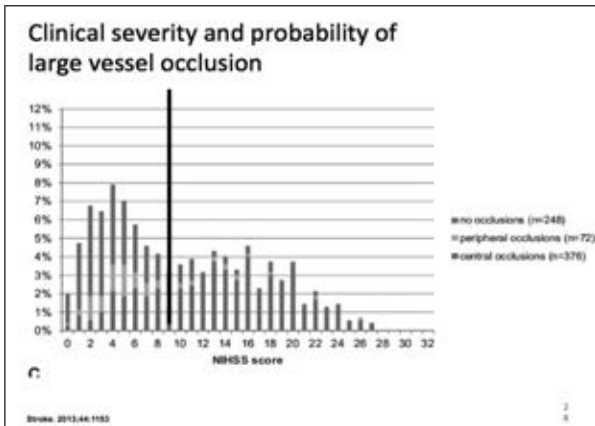 Clinical severity and probability of
large vessel occlusion
12%
11%
10%
9%
8%
7%
6%
5%
4%
3%
2%
1%
0%
0 2 4 6 8 10 12 14 16 18 20 22 24 26 28 30 32
NIHSS score
no occlusions (n=248)
peripheral occlusions (n=72)
central occlusions (n=376)
C
Stroke. 2013;44:1153